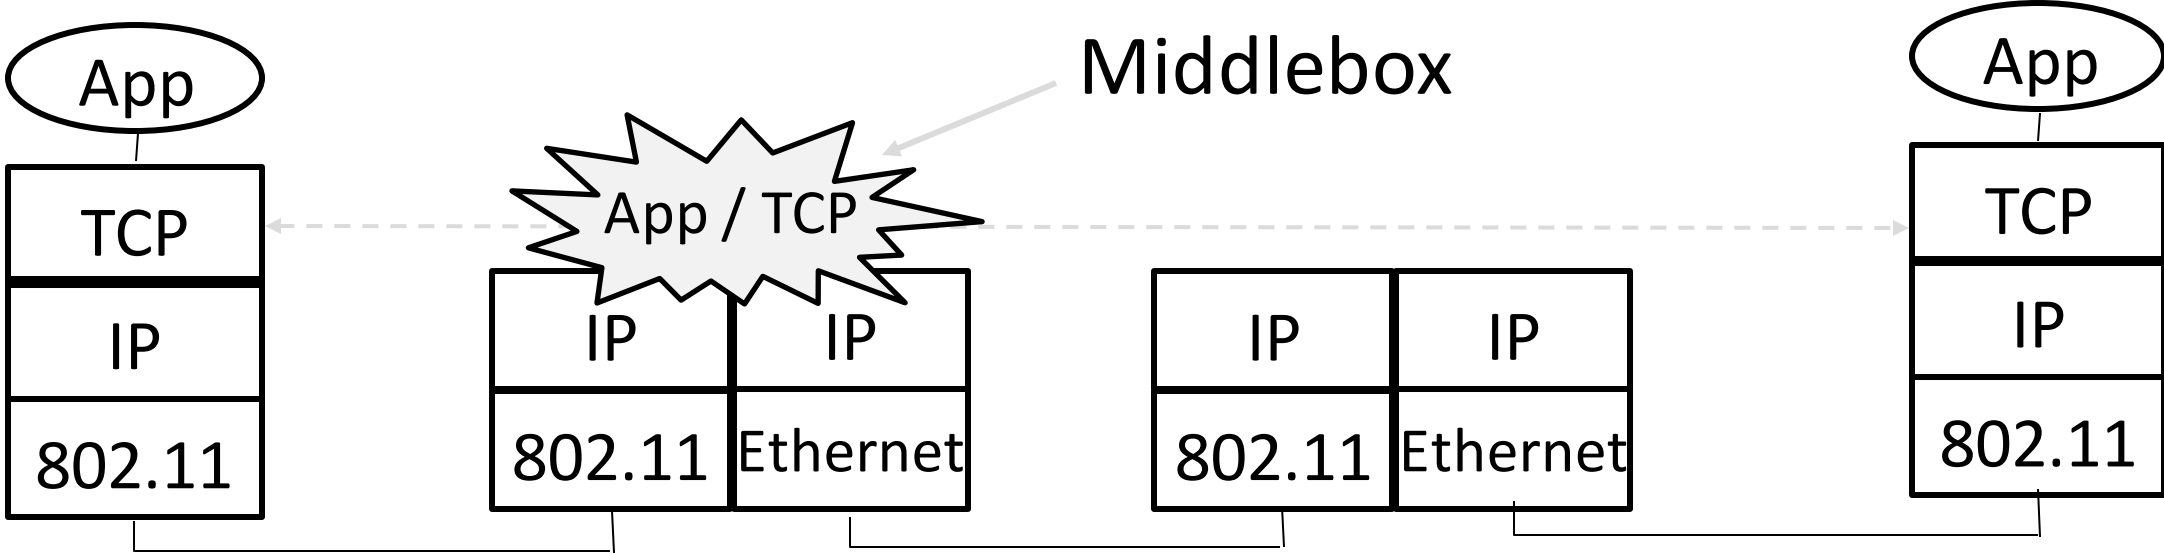 Middlebox
App
TCP
IP
802.11
App / TCP
IP
IP
802.11
Ethernet
IP
IP
802.11
Ethernet
App
TCP
IP
802.11